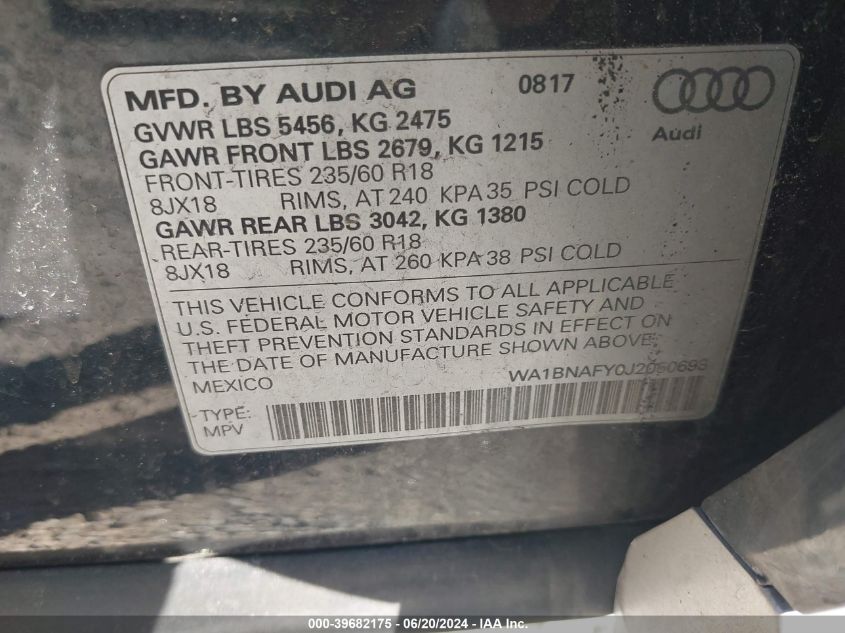 MFD. BY AUDI AG 0817
Audi
GVWR LBS 5456, KG 2475
GAWR FRONT LBS 2679, KG 1215
FRONT-TIRES 235/60 R18
8JX18 RIMS, AT 240 KPA 35 PSI COLD
GAWR REAR LBS 3042, KG 1380
REAR-TIRES 235/60 R18
8JX18 RIMS, AT 260 KPA 38 PSI COLD
THIS VEHICLE CONFORMS TO ALL APPLICABLE
U.S. FEDERAL MOTOR VEHICLE SAFETY AND
THEFT PREVENTION STANDARDS IN EFFECT ON
THE DATE OF MANUFACTURE SHOWN ABOVE
MEXICO
TYPE:
MPV
000-39682175 - 06/20/2024 - IAA, Inc.